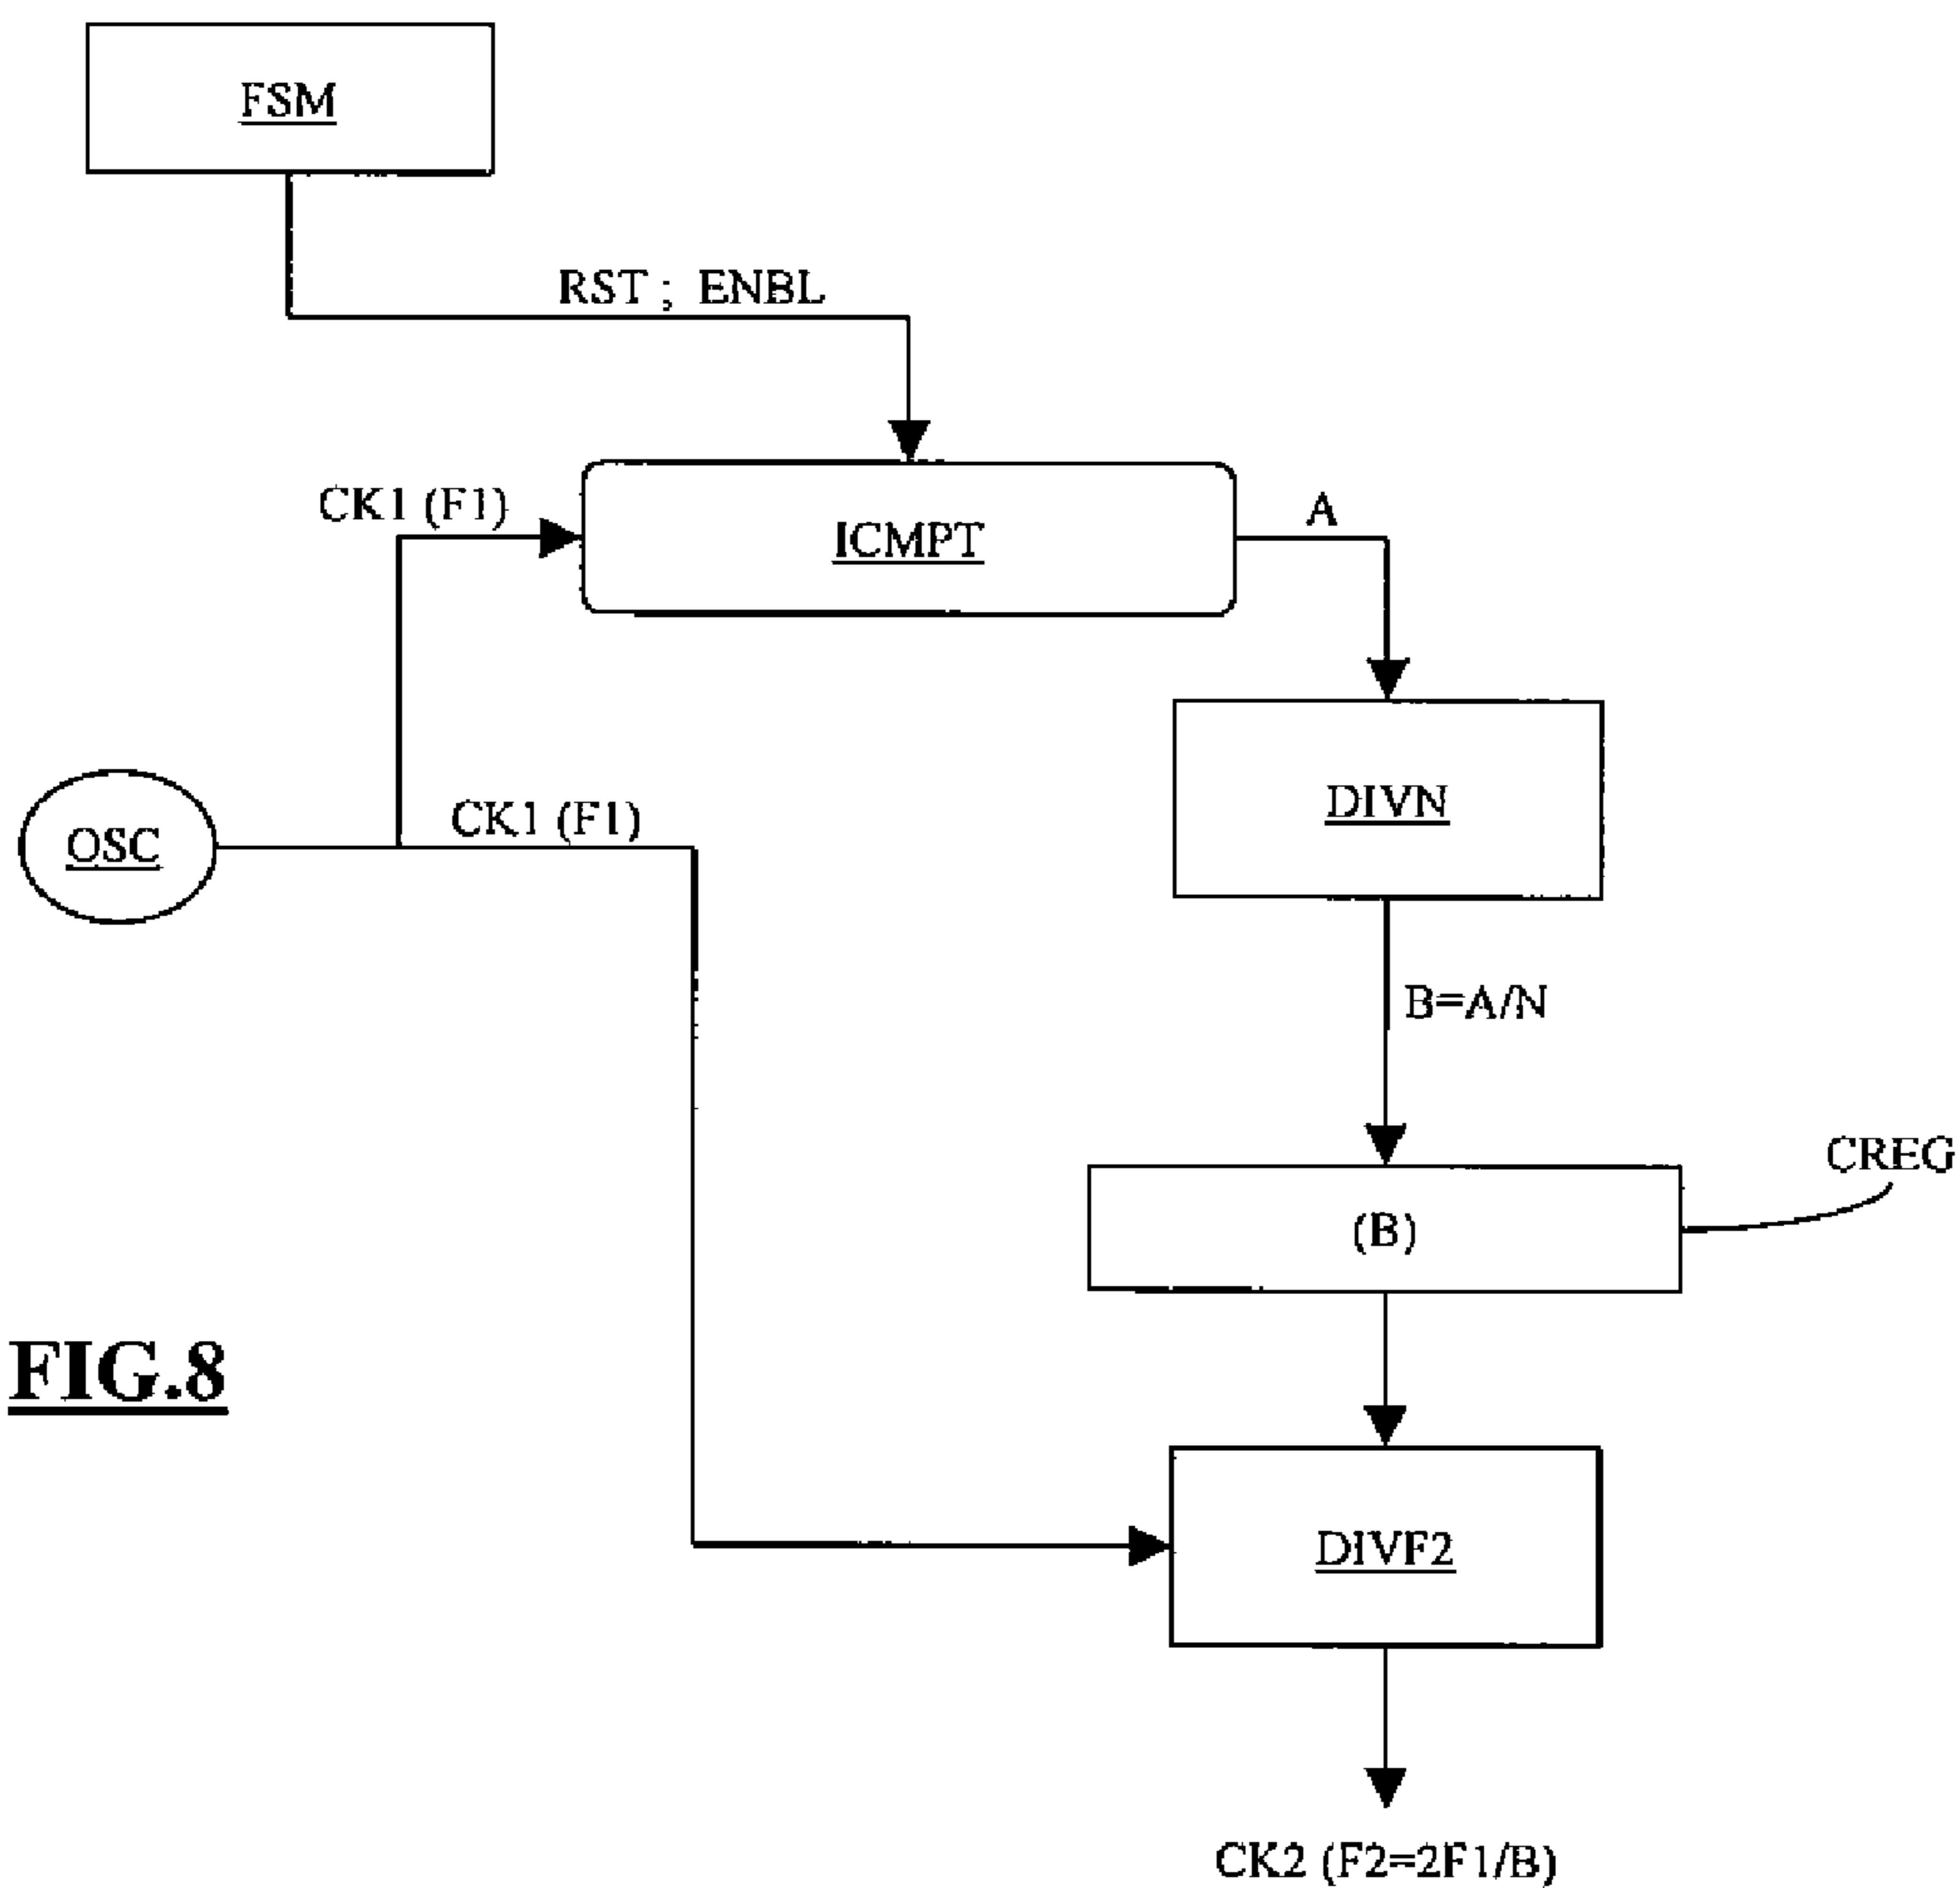 FSM
RST ; ENBL
CK1 (F1)
ICMPT
A
OSC
CK1 (F1)
DIVN
B=A/N
CREG
(B)
FIG.8
DIVF2
CK2 (F2=2F1/B)